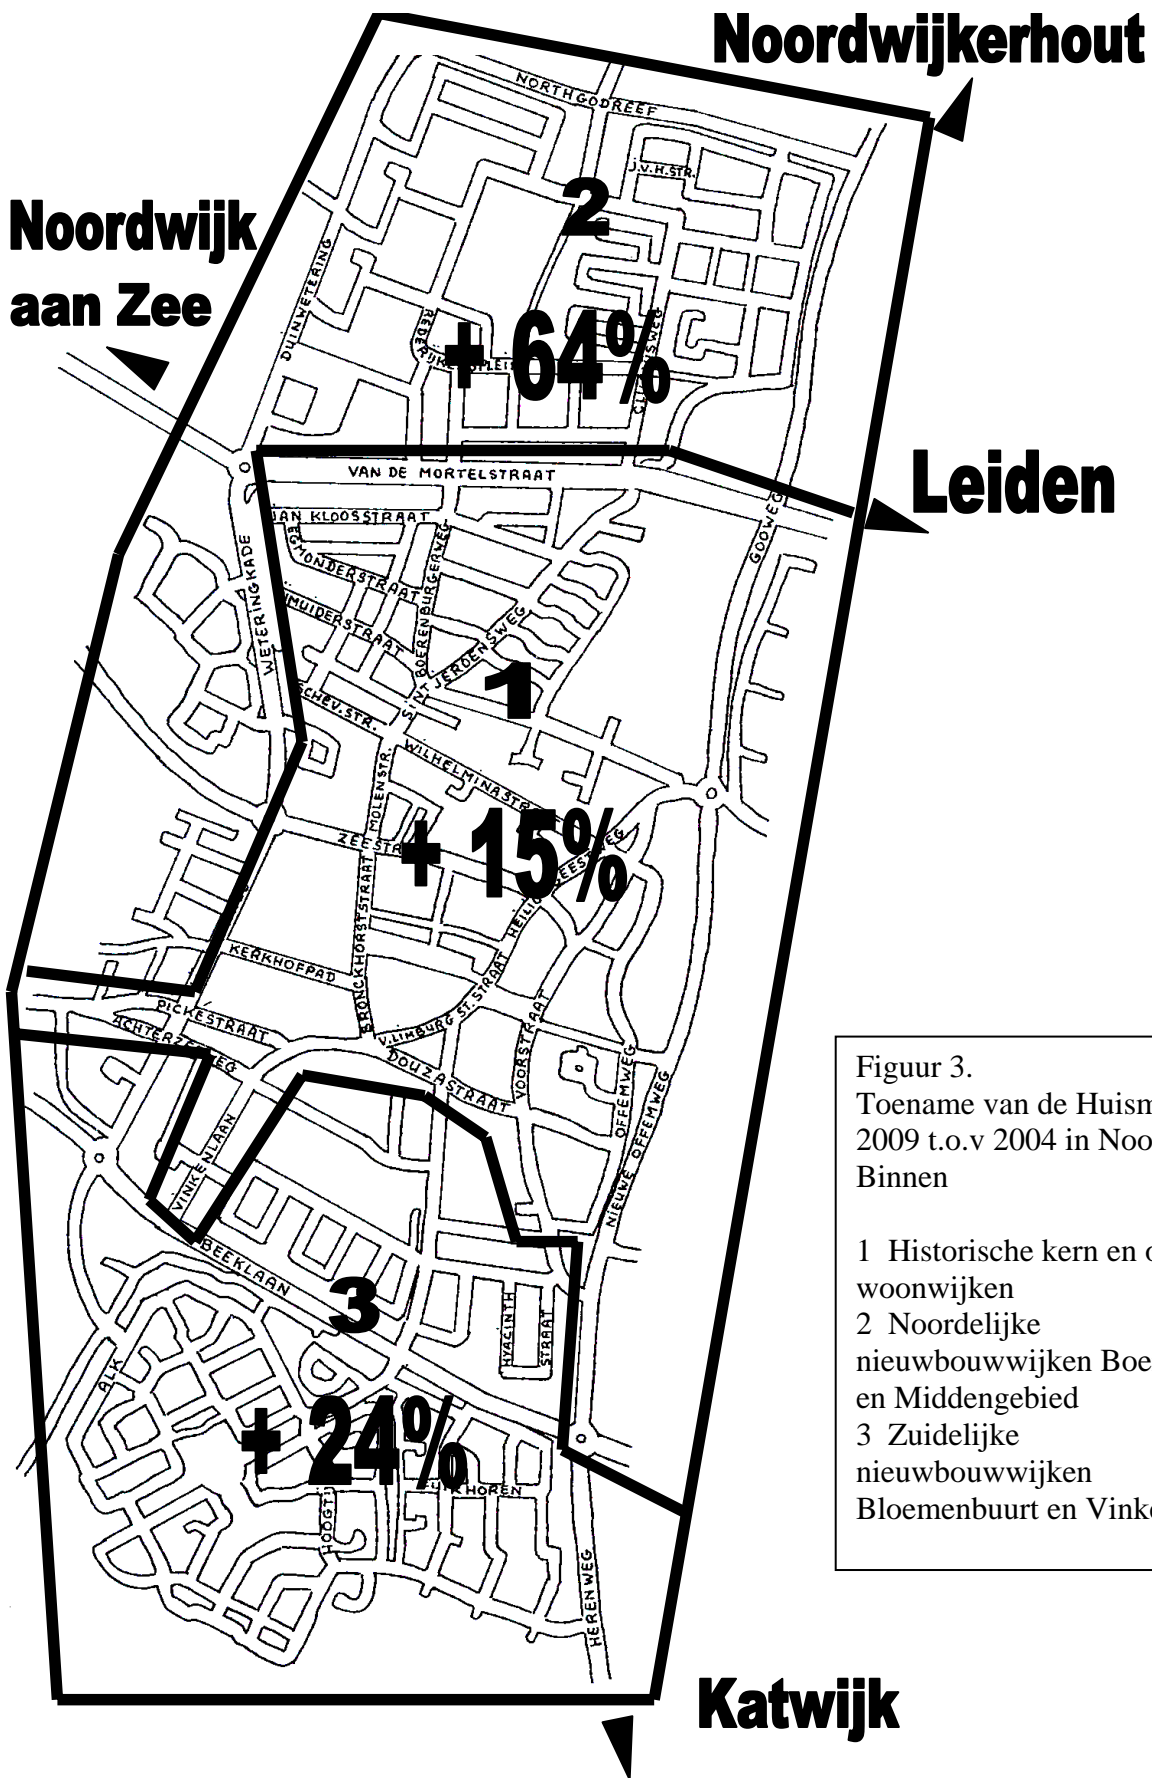 Noordwijkerhout
NORTHGODREEF
J.V.H.STR.
2
Noordwijk
aan Zee
DUINWETERING
+ 64%
VAN DE MORTELSTRAAT
Leiden
JAN KLOOSSTRAAT
GOOWEG
EGMONDERSTRAAT
WETERINGKADE
BOERENBURGERWEG
SINT JEROENSWEG
1
SCHEV.STR.
WILHELMINASTR
MOLENSTR.
ZEESTR
+ 15%
BRONCKHORSTSTRAAT
KERKHOFPAD
PICKESTRAAT
V.LIMBURG ST.STRAAT
DOUZASTRAAT
VOORSTRAAT
OFFEMWEG
NIEUWE OFFEMWEG
VINKENLAAN
BEEKLAAN
3
HYACINTH
STRAAT
ALK
+ 24%
HOREN
HERENWEG
Katwijk
Figuur 3.
Toename van de Huism
2009 t.o.v 2004 in Noo
Binnen
1 Historische kern en o
woonwijken
2 Noordelijke
nieuwbouwwijken Boe
en Middengebied
3 Zuidelijke
nieuwbouwwijken
Bloemenbuurt en Vinke